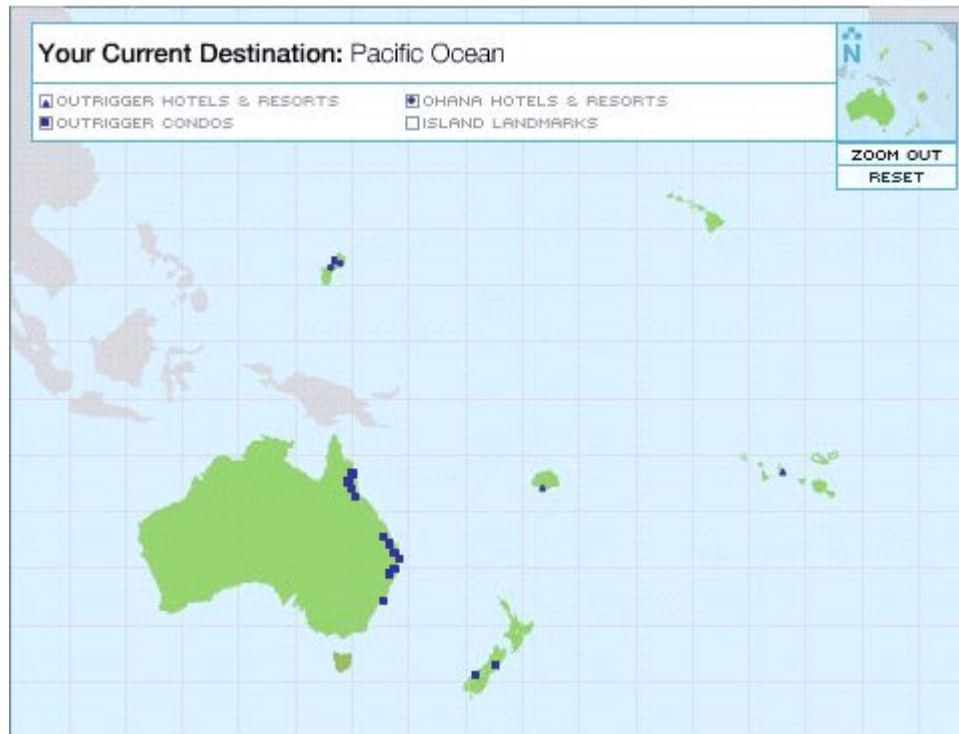 Your Current Destination: Pacific Ocean
N
OUTRIGGER HOTELS & RESORTS
OHANA HOTELS & RESORTS
OUTRIGGER CONDOS
ISLAND LANDMARKS
ZOOM OUT
RESET